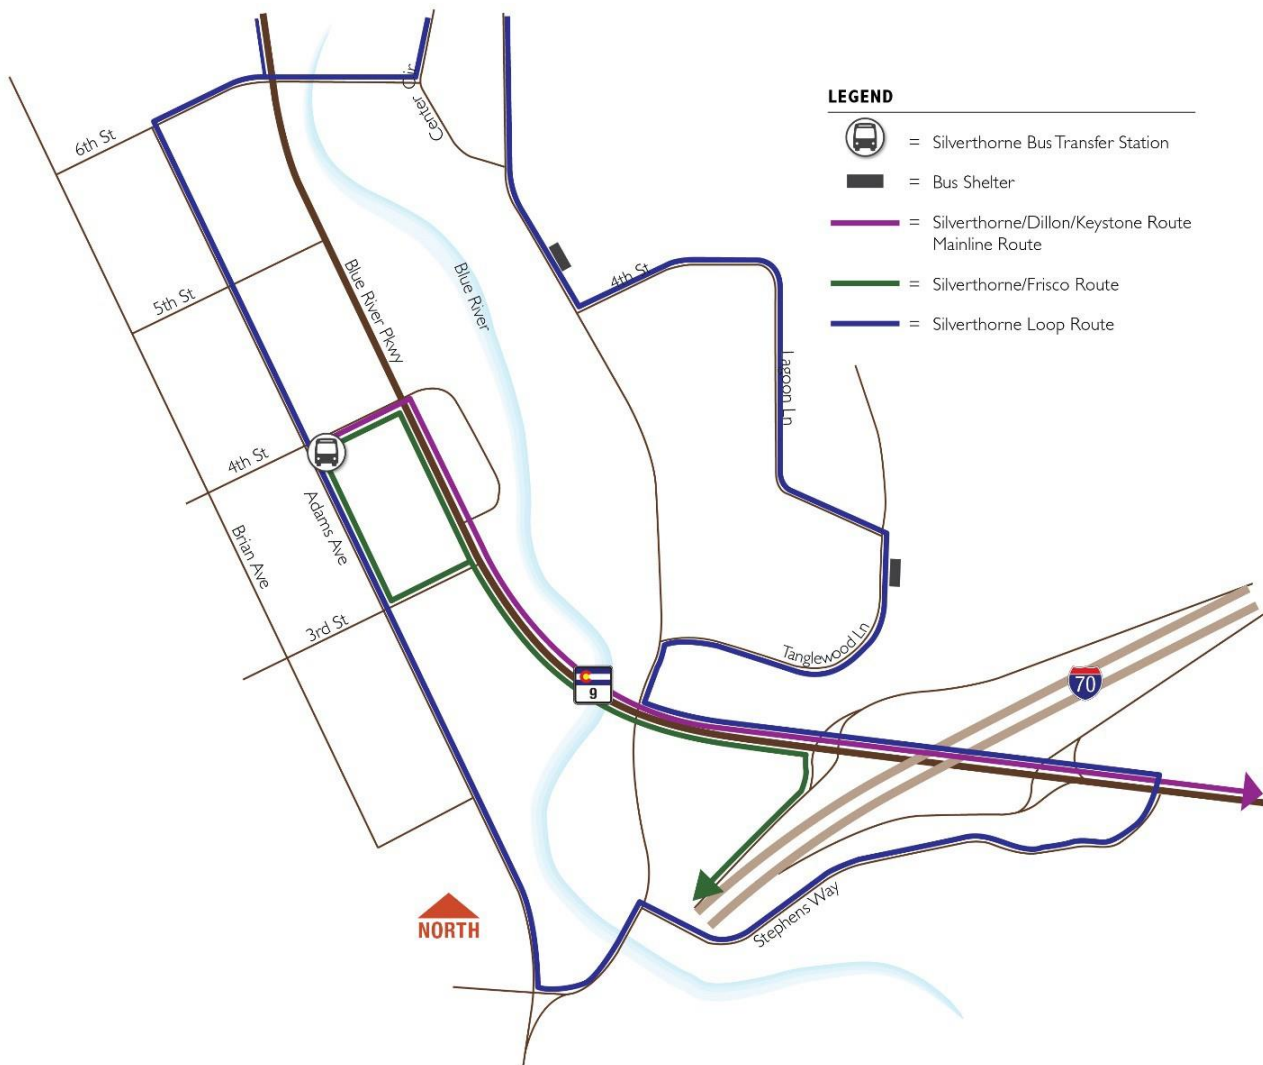 LEGEND
= Silverthorne Bus Transfer Station
= Bus Shelter
= Silverthorne/Dillon/Keystone Route
Mainline Route
= Silverthorne/Frisco Route
= Silverthorne Loop Route
Center Cir
6th St
5th St
Blue River Pkwy
Blue River
4th St
Lagoon Ln
4th St
Adams Ave
Brian Ave
3rd St
Tanglewood Ln
9
70
Stephens Way
NORTH